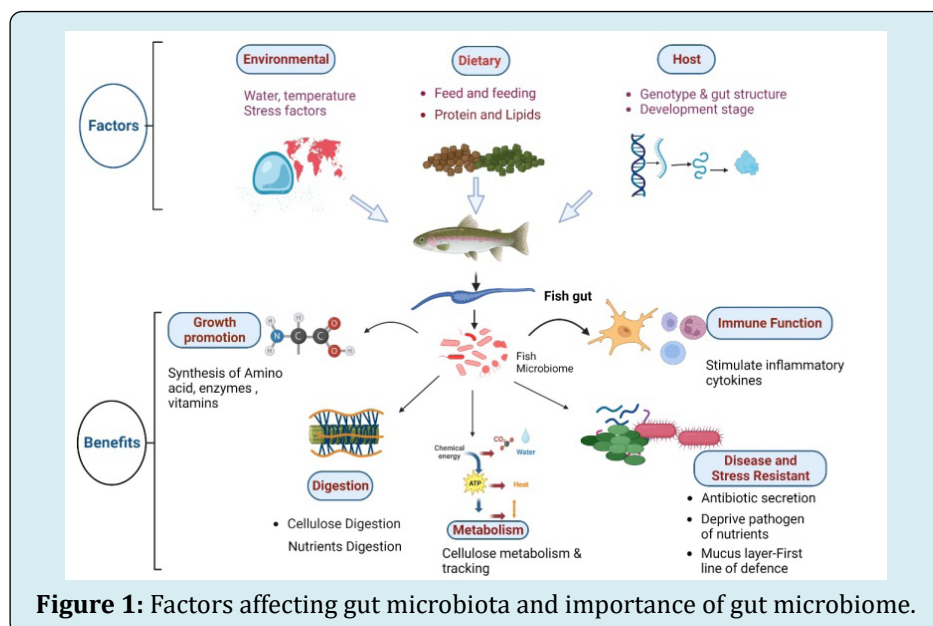 Environmental
Water, temperature
Stress factors
Dietary
• Feed and feeding
• Protein and Lipids
Host
• Genotype & gut structure
• Development stage
Factors
Fish gut
Growth
promotion
H
H
O
N
C
C
H
H
O
H
Synthesis of Amino
acid, enzymes ,
vitamins
Fish
Microbiome
Immune Function
Stimulate inflammatory
cytokines
Benefits
Digestion
• Cellulose Digestion
Nutrients Digestion
Chemical
energy
CO₂
Water
ATP
Heat
Metabolism
Cellulose metabolism &
tracking
Disease and
Stress Resistant
• Antibiotic secretion
• Deprive pathogen
of nutrients
• Mucus layer-First
line of defence
Figure 1: Factors affecting gut microbiota and importance of gut microbiome.